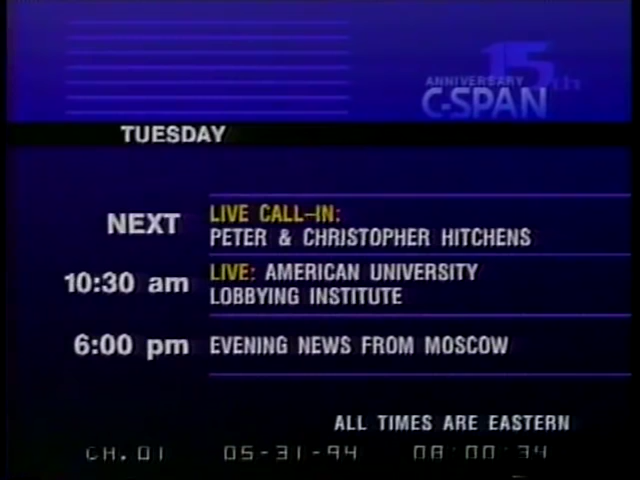 15th
ANNIVERSARY
C-SPAN
TUESDAY
NEXT
LIVE CALL-IN:
PETER & CHRISTOPHER HITCHENS
10:30 am
LIVE: AMERICAN UNIVERSITY
LOBBYING INSTITUTE
6:00 pm
EVENING NEWS FROM MOSCOW
ALL TIMES ARE EASTERN
CH.01 05-31-94 08:00:34